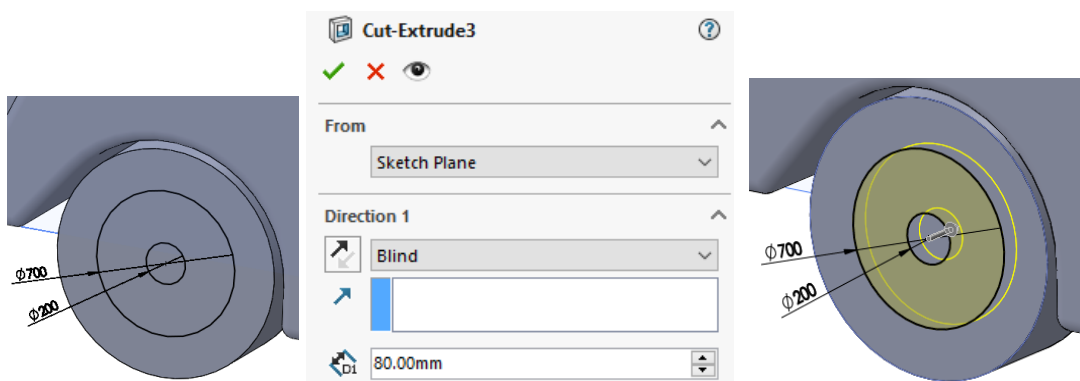 Φ700
Φ200
Cut-Extrude3
?
From
Sketch Plane
Direction 1
Blind
D1
80.00mm
Φ700
Φ200